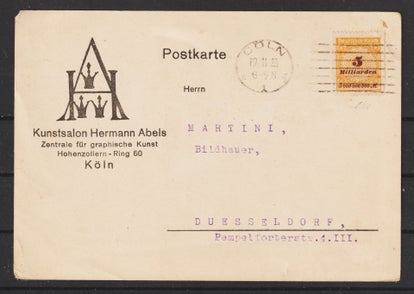 Postkarte
CÖLN
5
Milliarden
Herrn
Kunstsalon Hermann Abels
Zentrale für graphische Kunst
Hohenzollern - Ring 60
Köln
MARTINI,
Bildhauer,
DUESSELDORF,
Pempelforterstr.4.III.